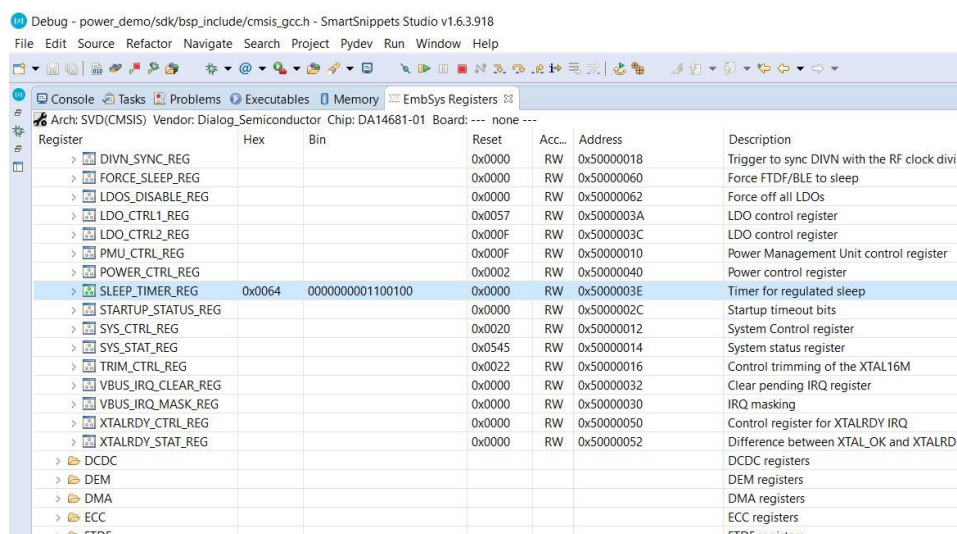 Debug - power_demo/sdk/bsp_include/cmsis_gcc.h - SmartSnippets Studio v1.6.3.918
File Edit Source Refactor Navigate Search Project Pydev Run Window Help
Console Tasks Problems Executables Memory EmbSys Registers
Arch: SVD(CMSIS) Vendor: Dialog_Semiconductor Chip: DA14681-01 Board: --- none ---
Register Hex Bin Reset Acc... Address Description
DIVN_SYNC_REG 0x0000 RW 0x50000018 Trigger to sync DIVN with the RF clock divi
FORCE_SLEEP_REG 0x0000 RW 0x50000060 Force FTDF/BLE to sleep
LDOS_DISABLE_REG 0x0000 RW 0x50000062 Force off all LDOs
LDO_CTRL1_REG 0x0057 RW 0x5000003A LDO control register
LDO_CTRL2_REG 0x000F RW 0x5000003C LDO control register
PMU_CTRL_REG 0x000F RW 0x50000010 Power Management Unit control register
POWER_CTRL_REG 0x0002 RW 0x50000040 Power control register
SLEEP_TIMER_REG 0x0064 0000000001100100 0x0000 RW 0x5000003E Timer for regulated sleep
STARTUP_STATUS_REG 0x0000 RW 0x5000002C Startup timeout bits
SYS_CTRL_REG 0x0020 RW 0x50000012 System Control register
SYS_STAT_REG 0x0545 RW 0x50000014 System status register
TRIM_CTRL_REG 0x0022 RW 0x50000016 Control trimming of the XTAL16M
VBUS_IRQ_CLEAR_REG 0x0000 RW 0x50000032 Clear pending IRQ register
VBUS_IRQ_MASK_REG 0x0000 RW 0x50000030 IRQ masking
XTALRDY_CTRL_REG 0x0000 RW 0x50000050 Control register for XTALRDY IRQ
XTALRDY_STAT_REG 0x0000 RW 0x50000052 Difference between XTAL_OK and XTALRD
DCDC DCDC registers
DEM DEM registers
DMA DMA registers
ECC ECC registers
FTDF FTDF registers